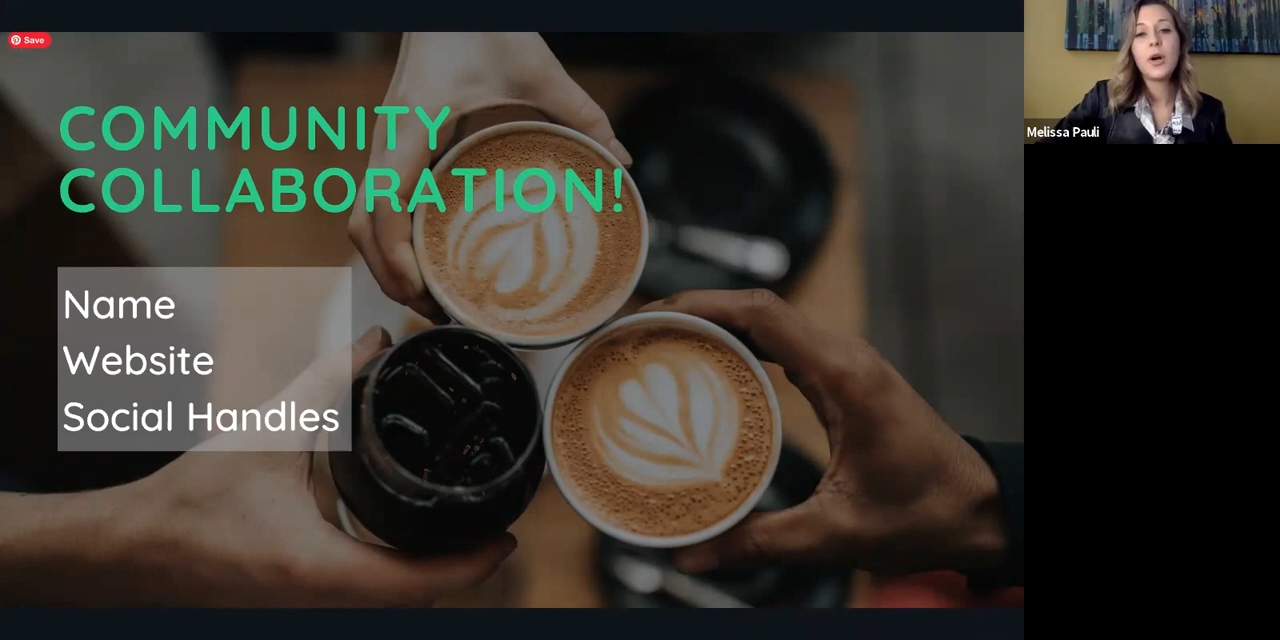 Save
COMMUNITY
COLLABORATION!
Name
Website
Social Handles
Melissa Pauli